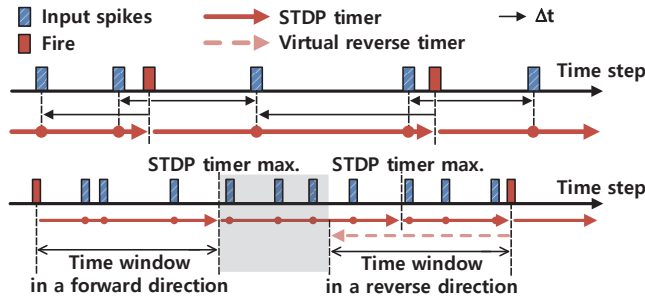 Input spikes
STDP timer
Δt
Fire
Virtual reverse timer
Time step
STDP timer max.
STDP timer max.
Time step
Time window
in a forward direction
Time window
in a reverse direction